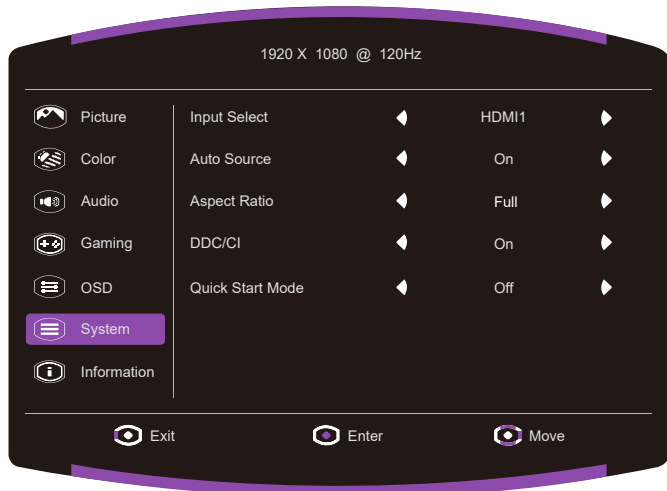 1920 X 1080 @ 120Hz
Picture Input Select HDMI1
Color Auto Source On
Audio Aspect Ratio Full
Gaming DDC/CI On
OSD Quick Start Mode Off
System
Information
Exit Enter Move